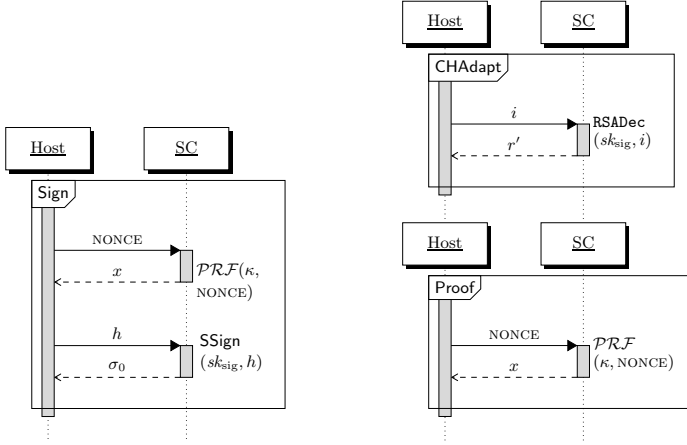 Host SC
Sign
NONCE
x
𝒫ℛℱ(κ,
NONCE)
h
SSign
(sk_sig, h)
σ₀
Host SC
CHAdapt
i
RSADec
(sk_sig, i)
r′
Host SC
Proof
NONCE
𝒫ℛℱ
(κ, NONCE)
x